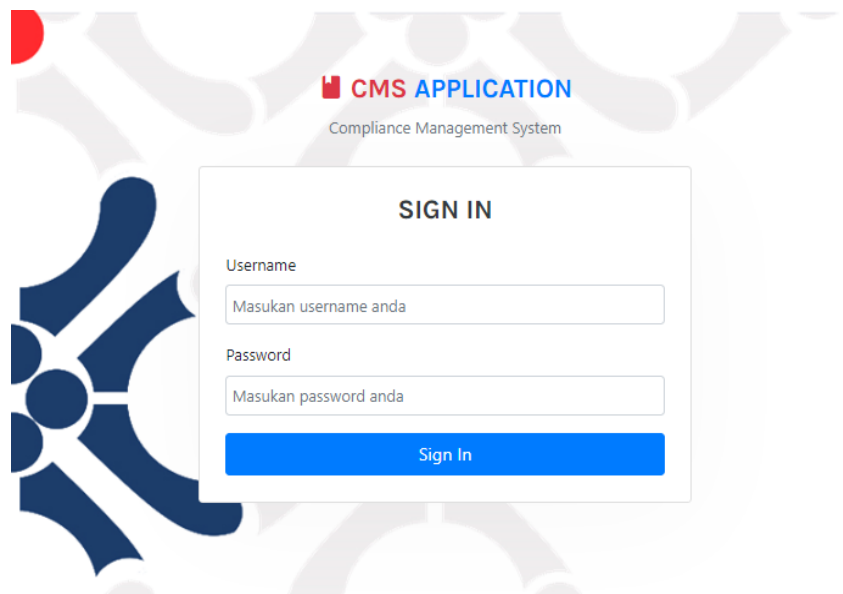 CMS APPLICATION
Compliance Management System
SIGN IN
Username
Masukan username anda
Password
Masukan password anda
Sign In